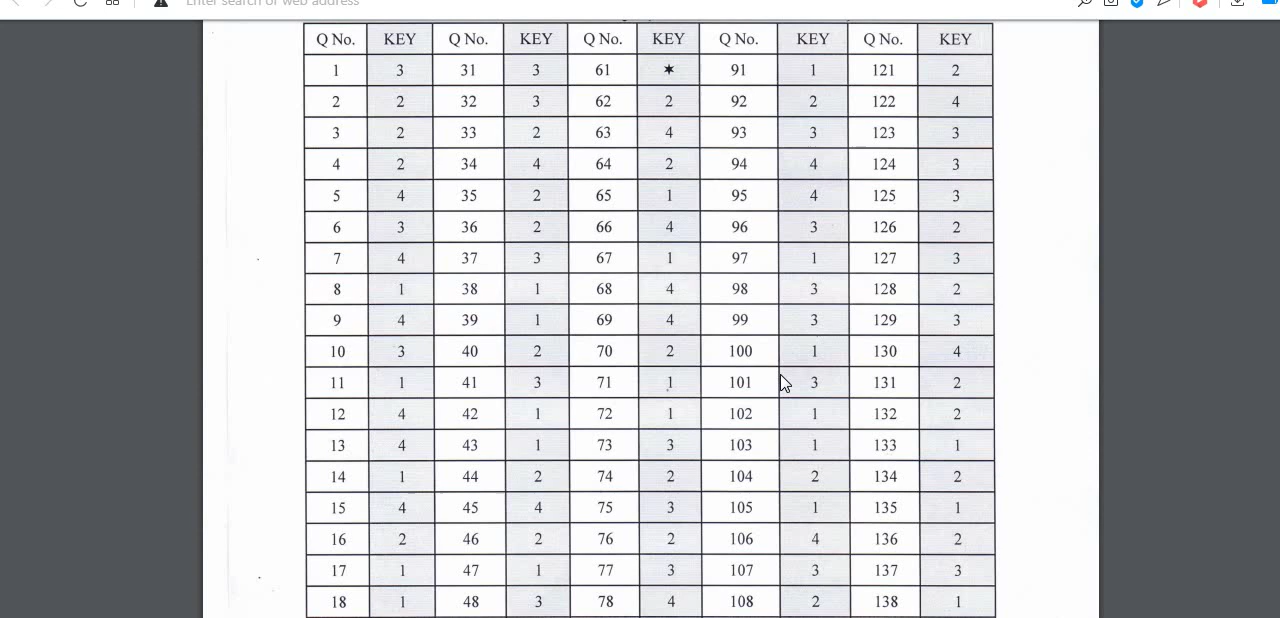 Enter search or web address
Q No. KEY Q No. KEY Q No. KEY Q No. KEY Q No. KEY
1 3 31 3 61 ✶ 91 1 121 2
2 2 32 3 62 2 92 2 122 4
3 2 33 2 63 4 93 3 123 3
4 2 34 4 64 2 94 4 124 3
5 4 35 2 65 1 95 4 125 3
6 3 36 2 66 4 96 3 126 2
7 4 37 3 67 1 97 1 127 3
8 1 38 1 68 4 98 3 128 2
9 4 39 1 69 4 99 3 129 3
10 3 40 2 70 2 100 1 130 4
11 1 41 3 71 1 101 3 131 2
12 4 42 1 72 1 102 1 132 2
13 4 43 1 73 3 103 1 133 1
14 1 44 2 74 2 104 2 134 2
15 4 45 4 75 3 105 1 135 1
16 2 46 2 76 2 106 4 136 2
17 1 47 1 77 3 107 3 137 3
18 1 48 3 78 4 108 2 138 1